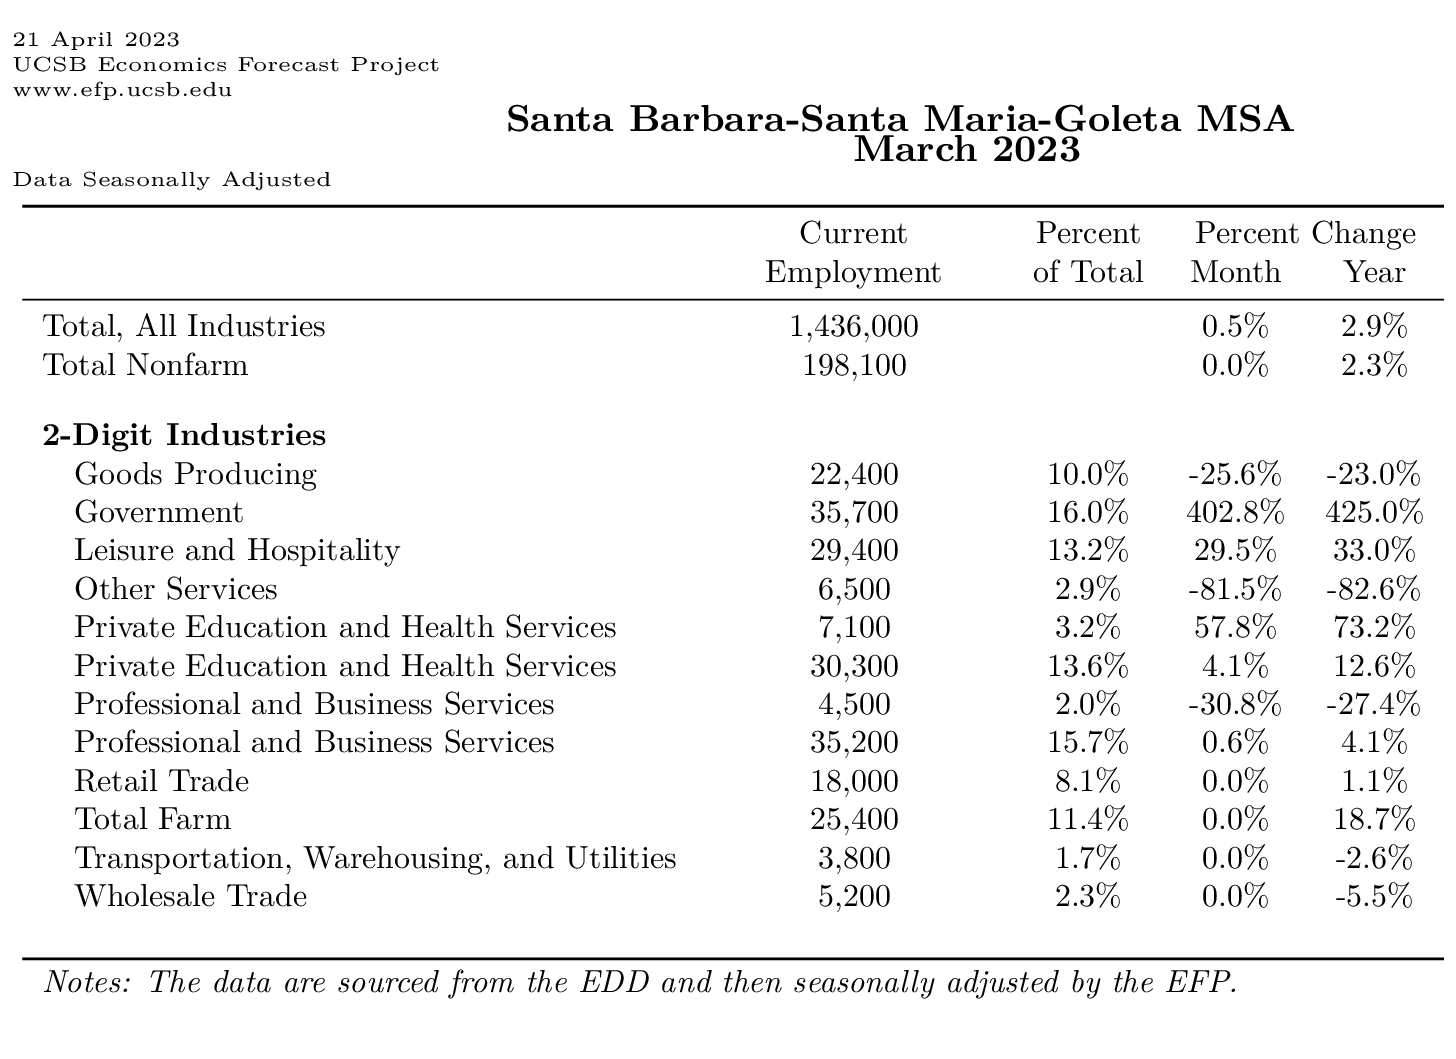 21 April 2023
UCSB Economics Forecast Project
www.efp.ucsb.edu
Santa Barbara-Santa Maria-Goleta MSA
March 2023
Data Seasonally Adjusted
Current Percent Percent Change
Employment of Total Month Year
Total, All Industries 1,436,000 0.5% 2.9%
Total Nonfarm 198,100 0.0% 2.3%
2-Digit Industries
Goods Producing 22,400 10.0% -25.6% -23.0%
Government 35,700 16.0% 402.8% 425.0%
Leisure and Hospitality 29,400 13.2% 29.5% 33.0%
Other Services 6,500 2.9% -81.5% -82.6%
Private Education and Health Services 7,100 3.2% 57.8% 73.2%
Private Education and Health Services 30,300 13.6% 4.1% 12.6%
Professional and Business Services 4,500 2.0% -30.8% -27.4%
Professional and Business Services 35,200 15.7% 0.6% 4.1%
Retail Trade 18,000 8.1% 0.0% 1.1%
Total Farm 25,400 11.4% 0.0% 18.7%
Transportation, Warehousing, and Utilities 3,800 1.7% 0.0% -2.6%
Wholesale Trade 5,200 2.3% 0.0% -5.5%
Notes: The data are sourced from the EDD and then seasonally adjusted by the EFP.